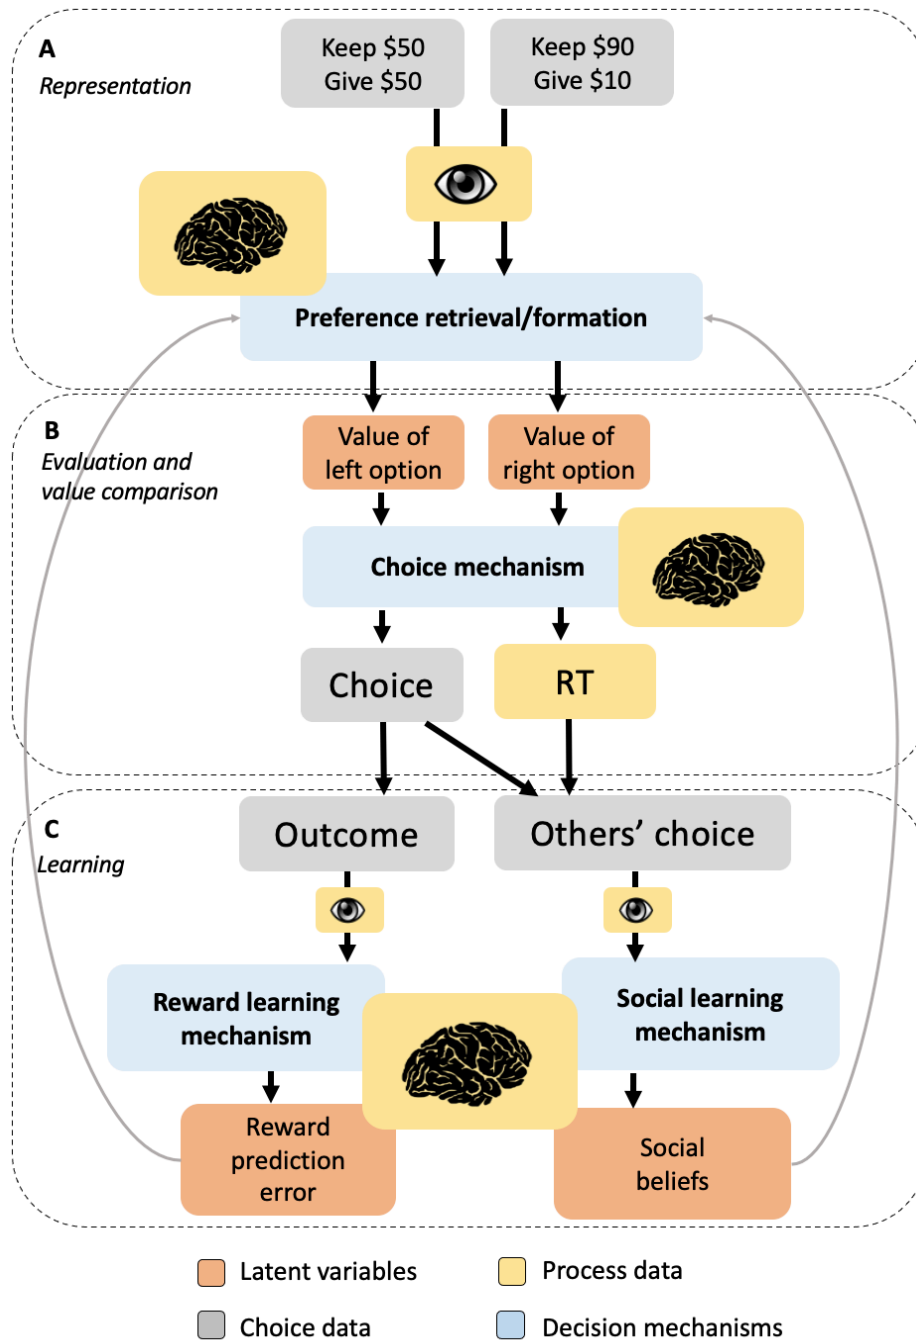 A
Representation
Keep $50
Give $50
Keep $90
Give $10
Preference retrieval/formation
B
Evaluation and
value comparison
Value of
left option
Value of
right option
Choice mechanism
Choice
RT
C
Learning
Outcome
Others’ choice
Reward learning
mechanism
Social learning
mechanism
Reward
prediction
error
Social
beliefs
Latent variables
Process data
Choice data
Decision mechanisms